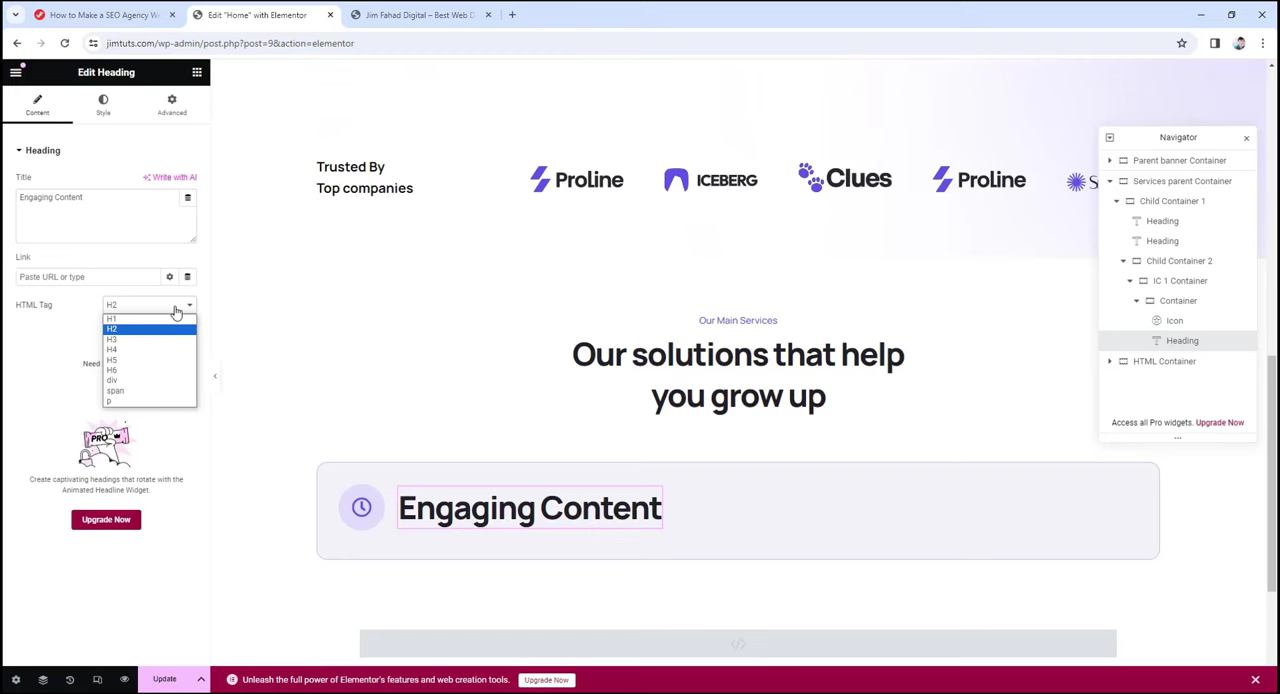 How to Make a SEO Agency W
Edit "Home" with Elementor
Jim Fahad Digital – Best Web D
jimtuts.com/wp-admin/post.php?post=9&action=elementor
Edit Heading
Content
Style
Advanced
Heading
Title
Write with AI
Engaging Content
Link
Paste URL or type
HTML Tag
H2
H1
H2
H3
H4
H5
H6
div
span
p
Need
PRO
Create captivating headings that rotate with the
Animated Headline Widget.
Upgrade Now
Update
Trusted By
Top companies
ProLine
ICEBERG
Clues
ProLine
S
Our Main Services
Our solutions that help
you grow up
Engaging Content
Navigator
Parent banner Container
Services parent Container
Child Container 1
Heading
Heading
Child Container 2
IC 1 Container
Container
Icon
Heading
HTML Container
Access all Pro widgets. Upgrade Now
Unleash the full power of Elementor's features and web creation tools.
Upgrade Now